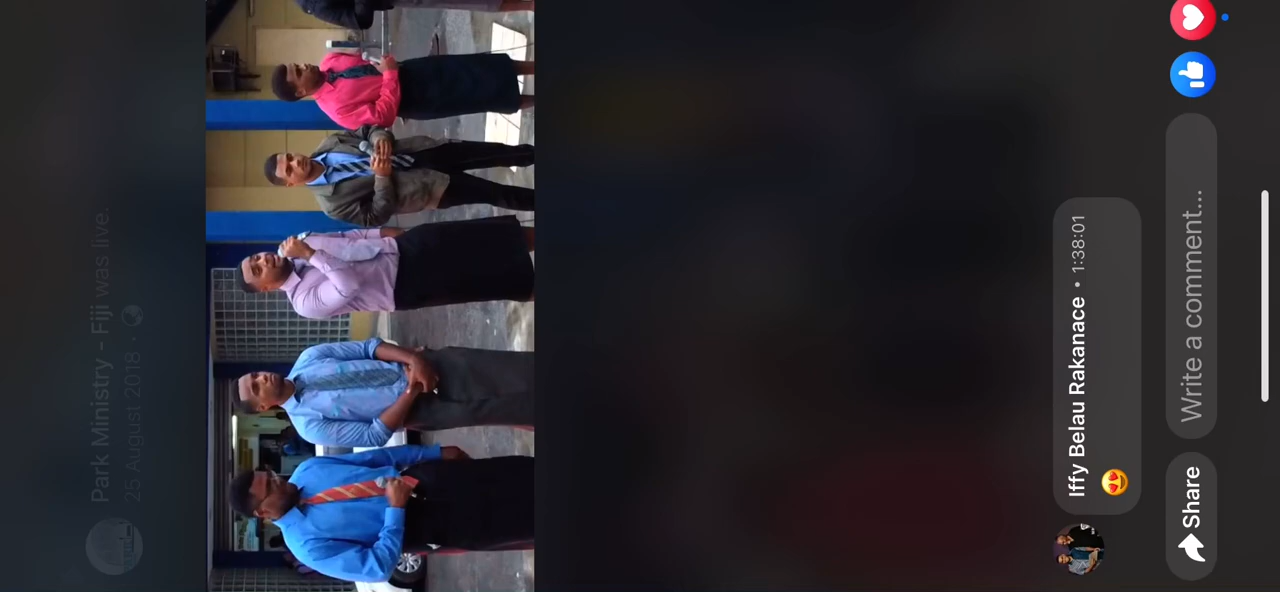 Park Ministry - Fiji was live.
25 August 2018 ·
Iffy Belau Rakanace • 1:38:01
😍
Share
Write a comment...